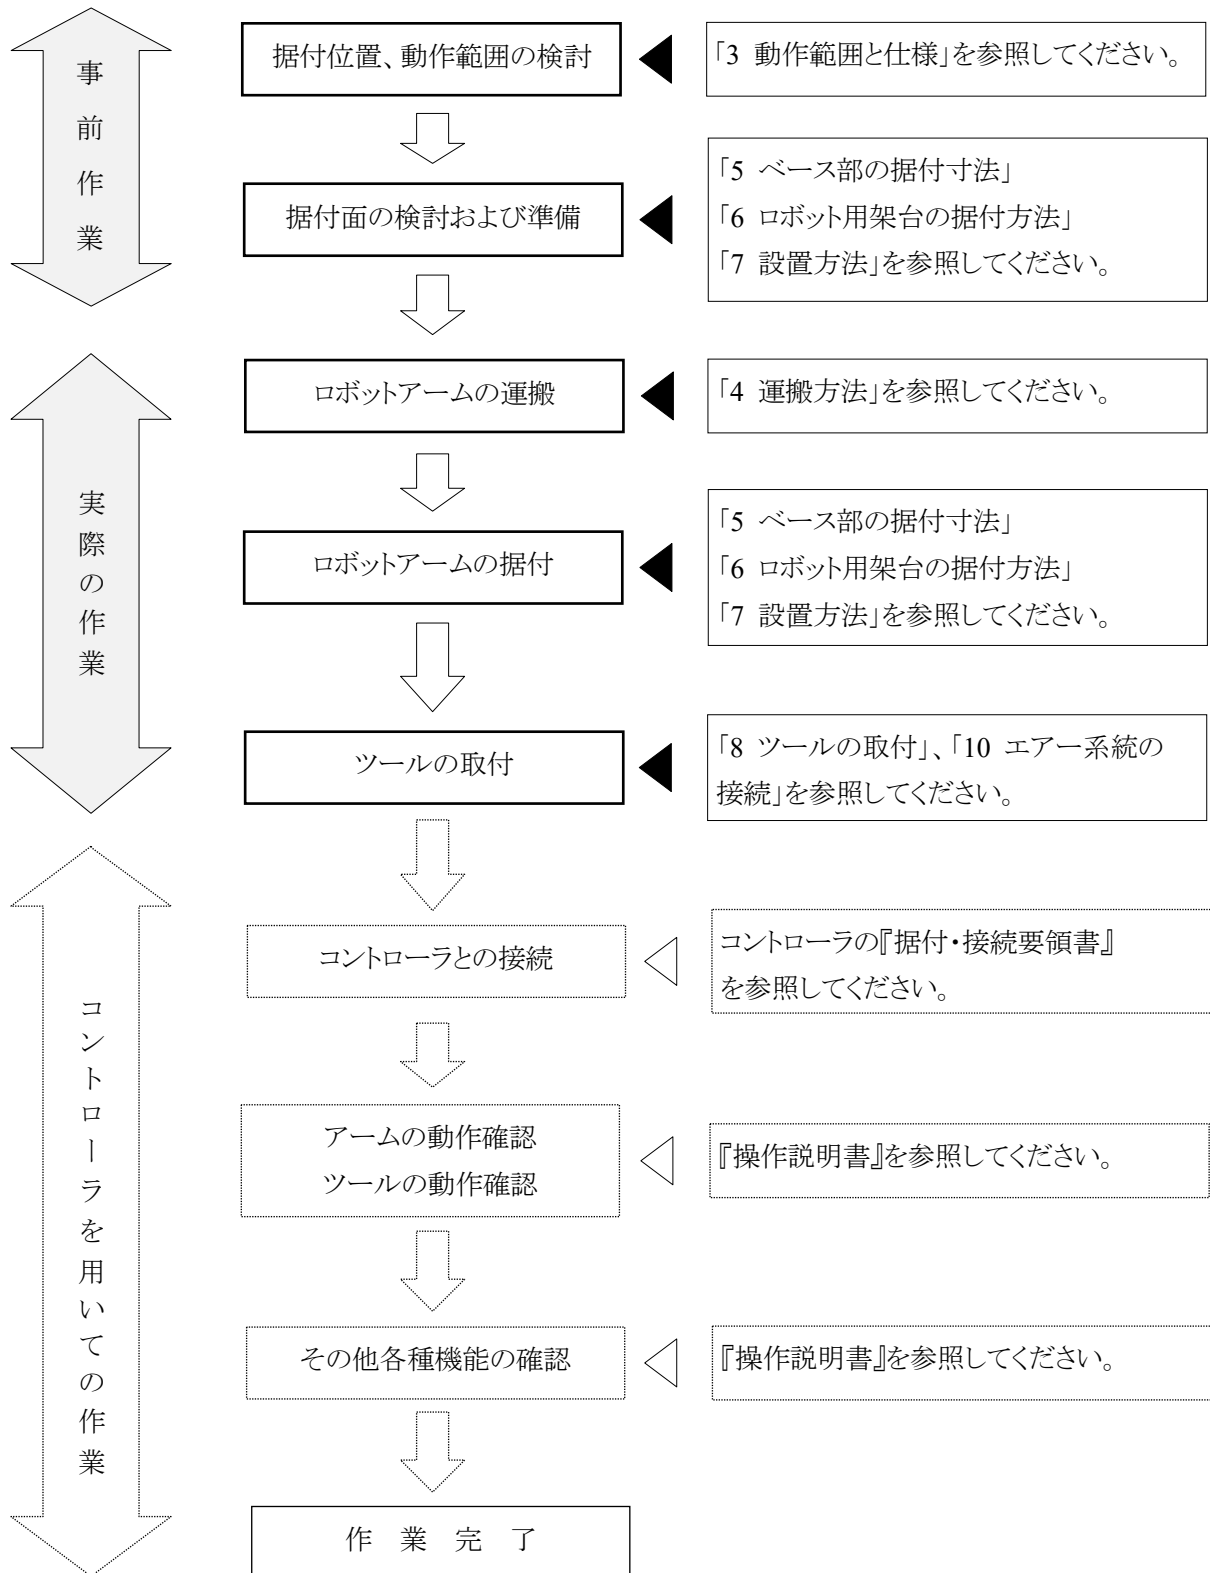 事前作業
据付位置、動作範囲の検討
「3 動作範囲と仕様」を参照してください。
据付面の検討および準備
「5 ベース部の据付寸法」
「6 ロボット用架台の据付方法」
「7 設置方法」を参照してください。
実際の作業
ロボットアームの運搬
「4 運搬方法」を参照してください。
ロボットアームの据付
「5 ベース部の据付寸法」
「6 ロボット用架台の据付方法」
「7 設置方法」を参照してください。
ツールの取付
「8 ツールの取付」、「10 エアー系統の
接続」を参照してください。
コントローラを用いての作業
コントローラとの接続
コントローラの『据付・接続要領書』
を参照してください。
アームの動作確認
ツールの動作確認
『操作説明書』を参照してください。
その他各種機能の確認
『操作説明書』を参照してください。
作 業 完 了